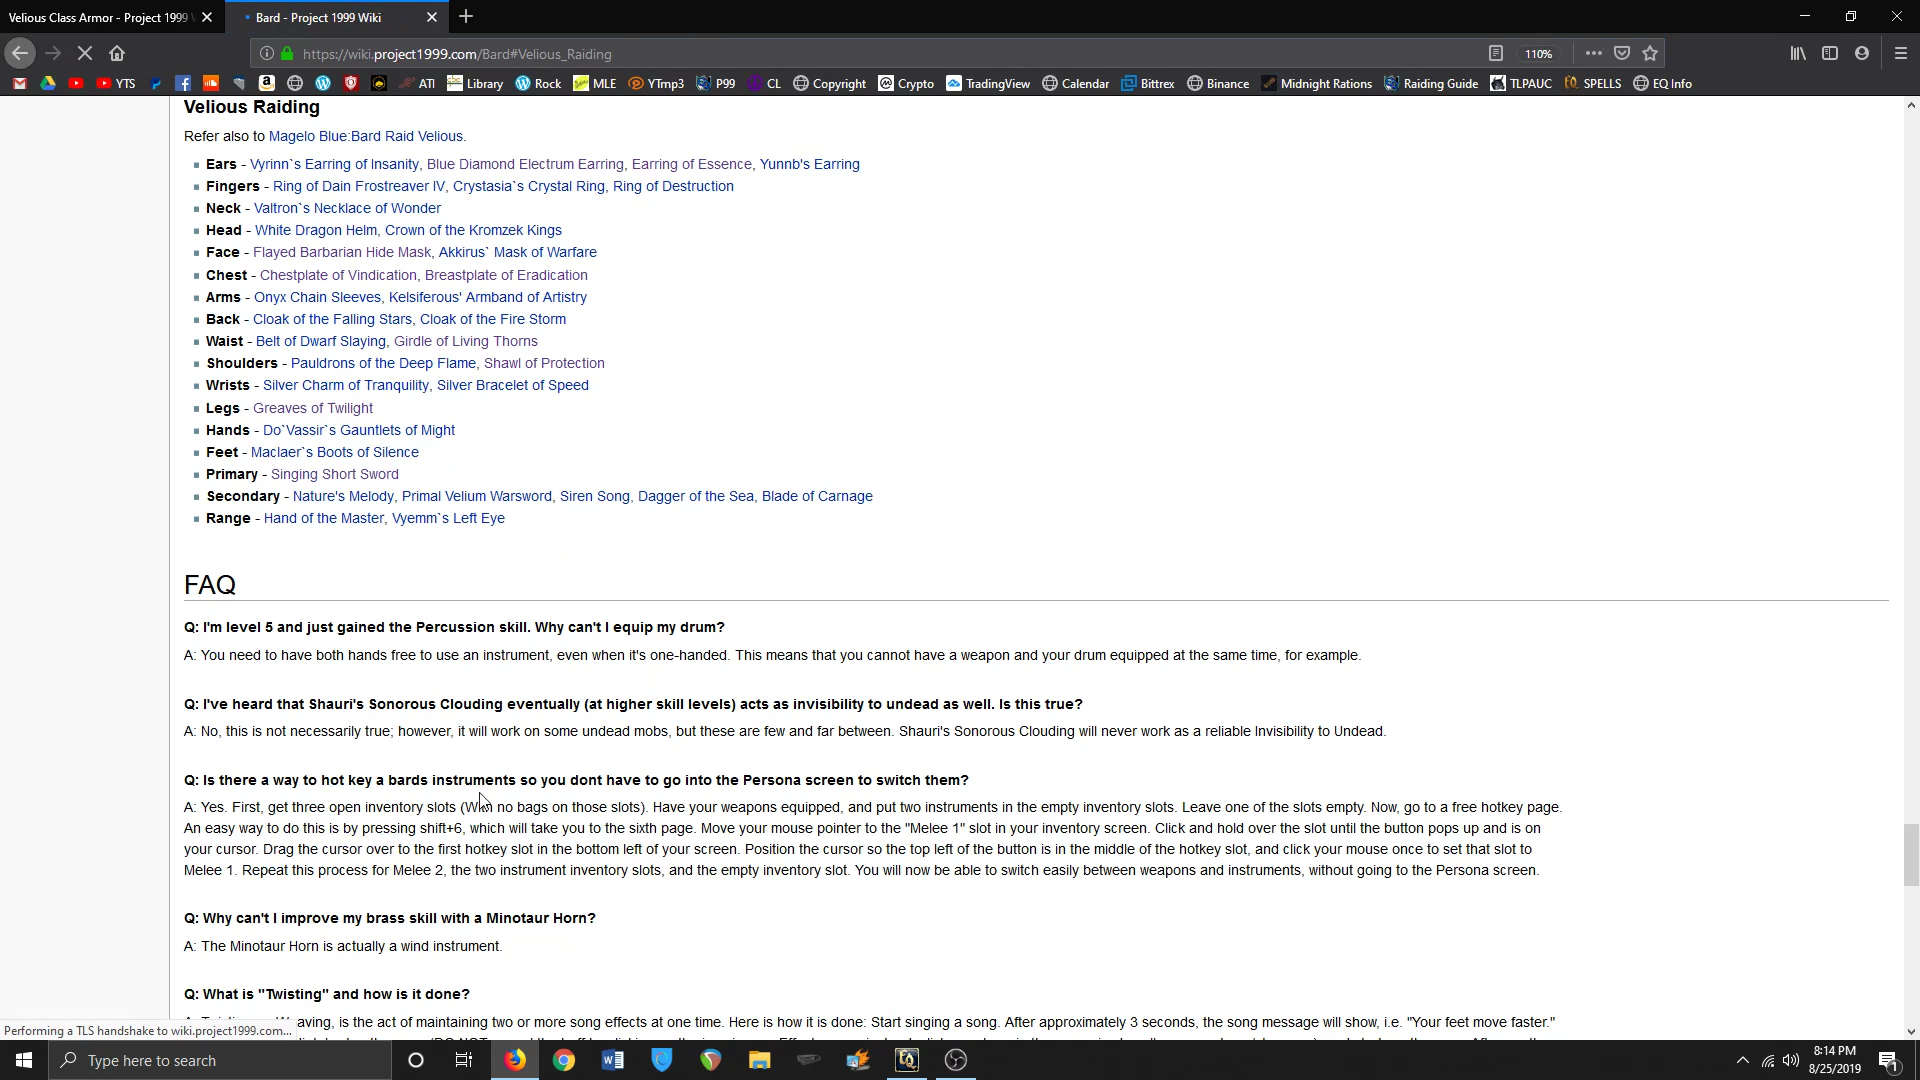 Velious Class Armor - Project 1999
Bard - Project 1999 Wiki
https://wiki.project1999.com/Bard#Velious_Raiding
110%
YTS
ATI
Library
Rock
MLE
YTmp3
P99
CL
Copyright
Crypto
TradingView
Calendar
Bittrex
Binance
Midnight Rations
Raiding Guide
TLPAUC
SPELLS
EQ Info
Velious Raiding
Refer also to Magelo Blue:Bard Raid Velious.
Ears - Vyrinn`s Earring of Insanity, Blue Diamond Electrum Earring, Earring of Essence, Yunnb's Earring
Fingers - Ring of Dain Frostreaver IV, Crystasia`s Crystal Ring, Ring of Destruction
Neck - Valtron`s Necklace of Wonder
Head - White Dragon Helm, Crown of the Kromzek Kings
Face - Flayed Barbarian Hide Mask, Akkirus` Mask of Warfare
Chest - Chestplate of Vindication, Breastplate of Eradication
Arms - Onyx Chain Sleeves, Kelsiferous' Armband of Artistry
Back - Cloak of the Falling Stars, Cloak of the Fire Storm
Waist - Belt of Dwarf Slaying, Girdle of Living Thorns
Shoulders - Pauldrons of the Deep Flame, Shawl of Protection
Wrists - Silver Charm of Tranquility, Silver Bracelet of Speed
Legs - Greaves of Twilight
Hands - Do`Vassir`s Gauntlets of Might
Feet - Maclaer`s Boots of Silence
Primary - Singing Short Sword
Secondary - Nature's Melody, Primal Velium Warsword, Siren Song, Dagger of the Sea, Blade of Carnage
Range - Hand of the Master, Vyemm`s Left Eye
FAQ
Q: I'm level 5 and just gained the Percussion skill. Why can't I equip my drum?
A: You need to have both hands free to use an instrument, even when it's one-handed. This means that you cannot have a weapon and your drum equipped at the same time, for example.
Q: I've heard that Shauri's Sonorous Clouding eventually (at higher skill levels) acts as invisibility to undead as well. Is this true?
A: No, this is not necessarily true; however, it will work on some undead mobs, but these are few and far between. Shauri's Sonorous Clouding will never work as a reliable Invisibility to Undead.
Q: Is there a way to hot key a bards instruments so you dont have to go into the Persona screen to switch them?
A: Yes. First, get three open inventory slots (With no bags on those slots). Have your weapons equipped, and put two instruments in the empty inventory slots. Leave one of the slots empty. Now, go to a free hotkey page.
An easy way to do this is by pressing shift+6, which will take you to the sixth page. Move your mouse pointer to the "Melee 1" slot in your inventory screen. Click and hold over the slot until the button pops up and is on
your cursor. Drag the cursor over to the first hotkey slot in the bottom left of your screen. Position the cursor so the top left of the button is in the middle of the hotkey slot, and click your mouse once to set that slot to
Melee 1. Repeat this process for Melee 2, the two instrument inventory slots, and the empty inventory slot. You will now be able to switch easily between weapons and instruments, without going to the Persona screen.
Q: Why can't I improve my brass skill with a Minotaur Horn?
A: The Minotaur Horn is actually a wind instrument.
Q: What is "Twisting" and how is it done?
aving, is the act of maintaining two or more song effects at one time. Here is how it is done: Start singing a song. After approximately 3 seconds, the song message will show, i.e. "Your feet move faster."
Performing a TLS handshake to wiki.project1999.com...
Type here to search
8:14 PM
8/25/2019
1